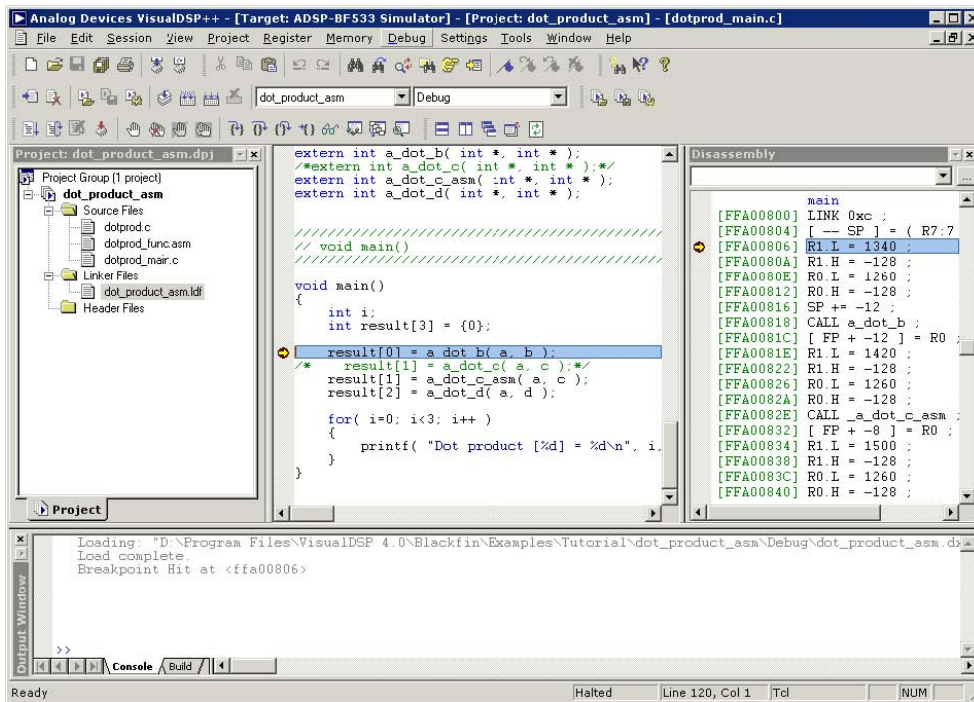 Analog Devices VisualDSP++ - [Target: ADSP-BF533 Simulator] - [Project: dot_product_asm] - [dotprod_main.c]
File Edit Session View Project Register Memory Debug Settings Tools Window Help
dot_product_asm Debug
Project: dot_product_asm.dpj
Project Group (1 project)
dot_product_asm
Source Files
dotprod.c
dotprod_func.asm
dotprod_mair.c
Linker Files
dot_product_asm.ldf
Header Files
Project
extern int a_dot_b( int *, int * );
/*extern int a_dot_c( int *, int * );*/
extern int a_dot_c_asm( int *, int * );
extern int a_dot_d( int *, int * );
/////////////////////////////////////////////
// void main()
/////////////////////////////////////////////
void main()
{
int i;
int result[3] = {0};
result[0] = a_dot_b( a, b );
/* result[1] = a_dot_c( a, c );*/
result[1] = a_dot_c_asm( a, c );
result[2] = a_dot_d( a, d );
for( i=0; i<3; i++ )
{
printf( "Dot product [%d] = %d\n", i,
}
}
Disassembly
main
[FFA00800] LINK 0xc ;
[FFA00804] [ -- SP ] = ( R7:7
[FFA00806] R1.L = 1340 ;
[FFA0080A] R1.H = -128 ;
[FFA0080E] R0.L = 1260 ;
[FFA00812] R0.H = -128 ;
[FFA00816] SP += -12 ;
[FFA00818] CALL a_dot_b ;
[FFA0081C] [ FP + -12 ] = R0 ;
[FFA0081E] R1.L = 1420 ;
[FFA00822] R1.H = -128 ;
[FFA00826] R0.L = 1260 ;
[FFA0082A] R0.H = -128 ;
[FFA0082E] CALL _a_dot_c_asm ;
[FFA00832] [ FP + -8 ] = R0 ;
[FFA00834] R1.L = 1500 ;
[FFA00838] R1.H = -128 ;
[FFA0083C] R0.L = 1260 ;
[FFA00840] R0.H = -128 ;
Output Window
Loading: "D:\Program Files\VisualDSP 4.0\Blackfin\Examples\Tutorial\dot_product_asm\Debug\dot_product_asm.dx
Load complete.
Breakpoint Hit at <ffa00806>
>>
Console Build
Ready Halted Line 120, Col 1 Tcl NUM